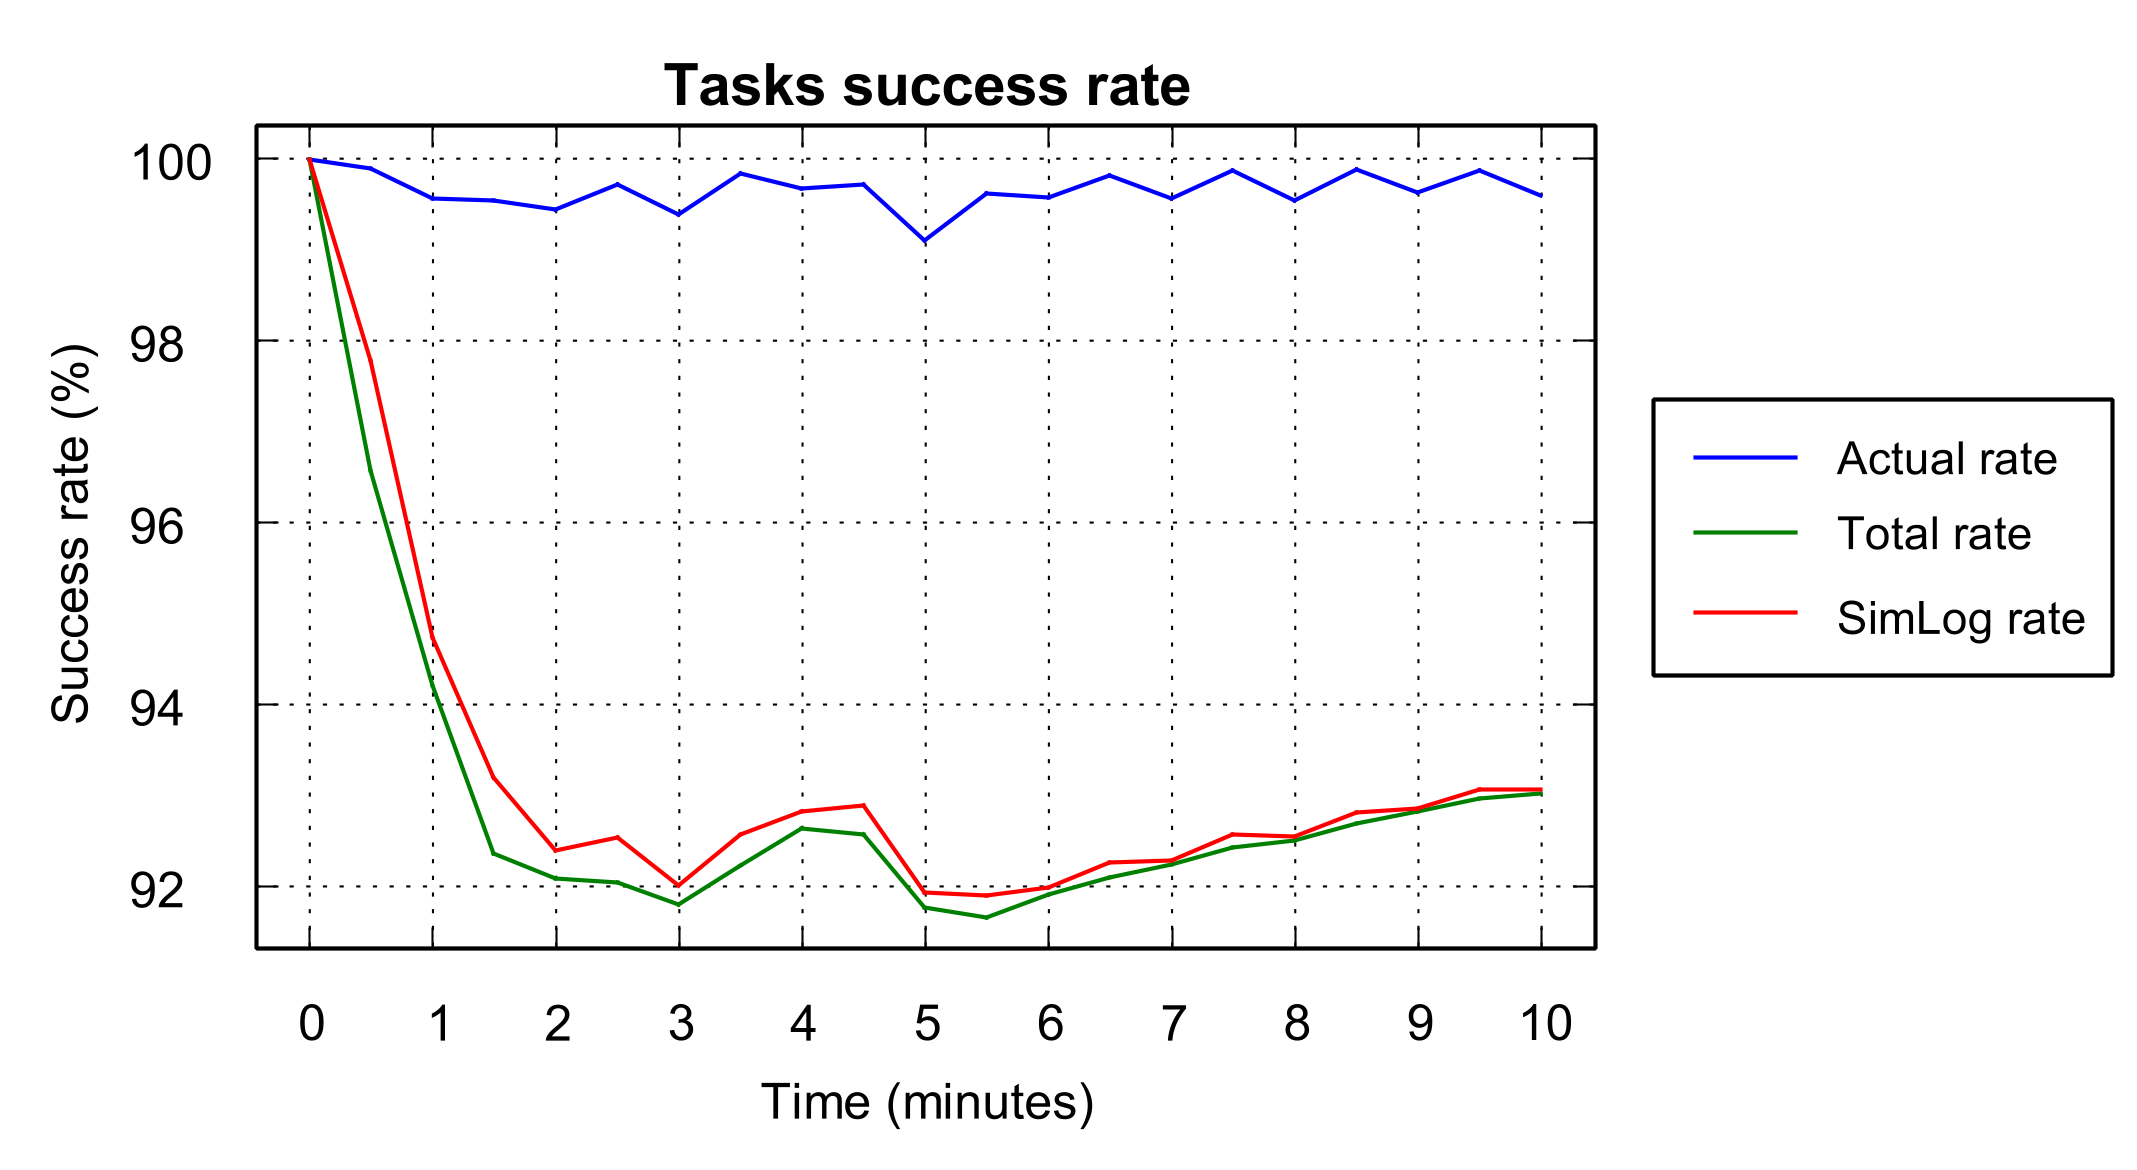 Tasks success rate
100
98
96
94
92
Success rate (%)
0 1 2 3 4 5 6 7 8 9 10
Time (minutes)
Actual rate
Total rate
SimLog rate